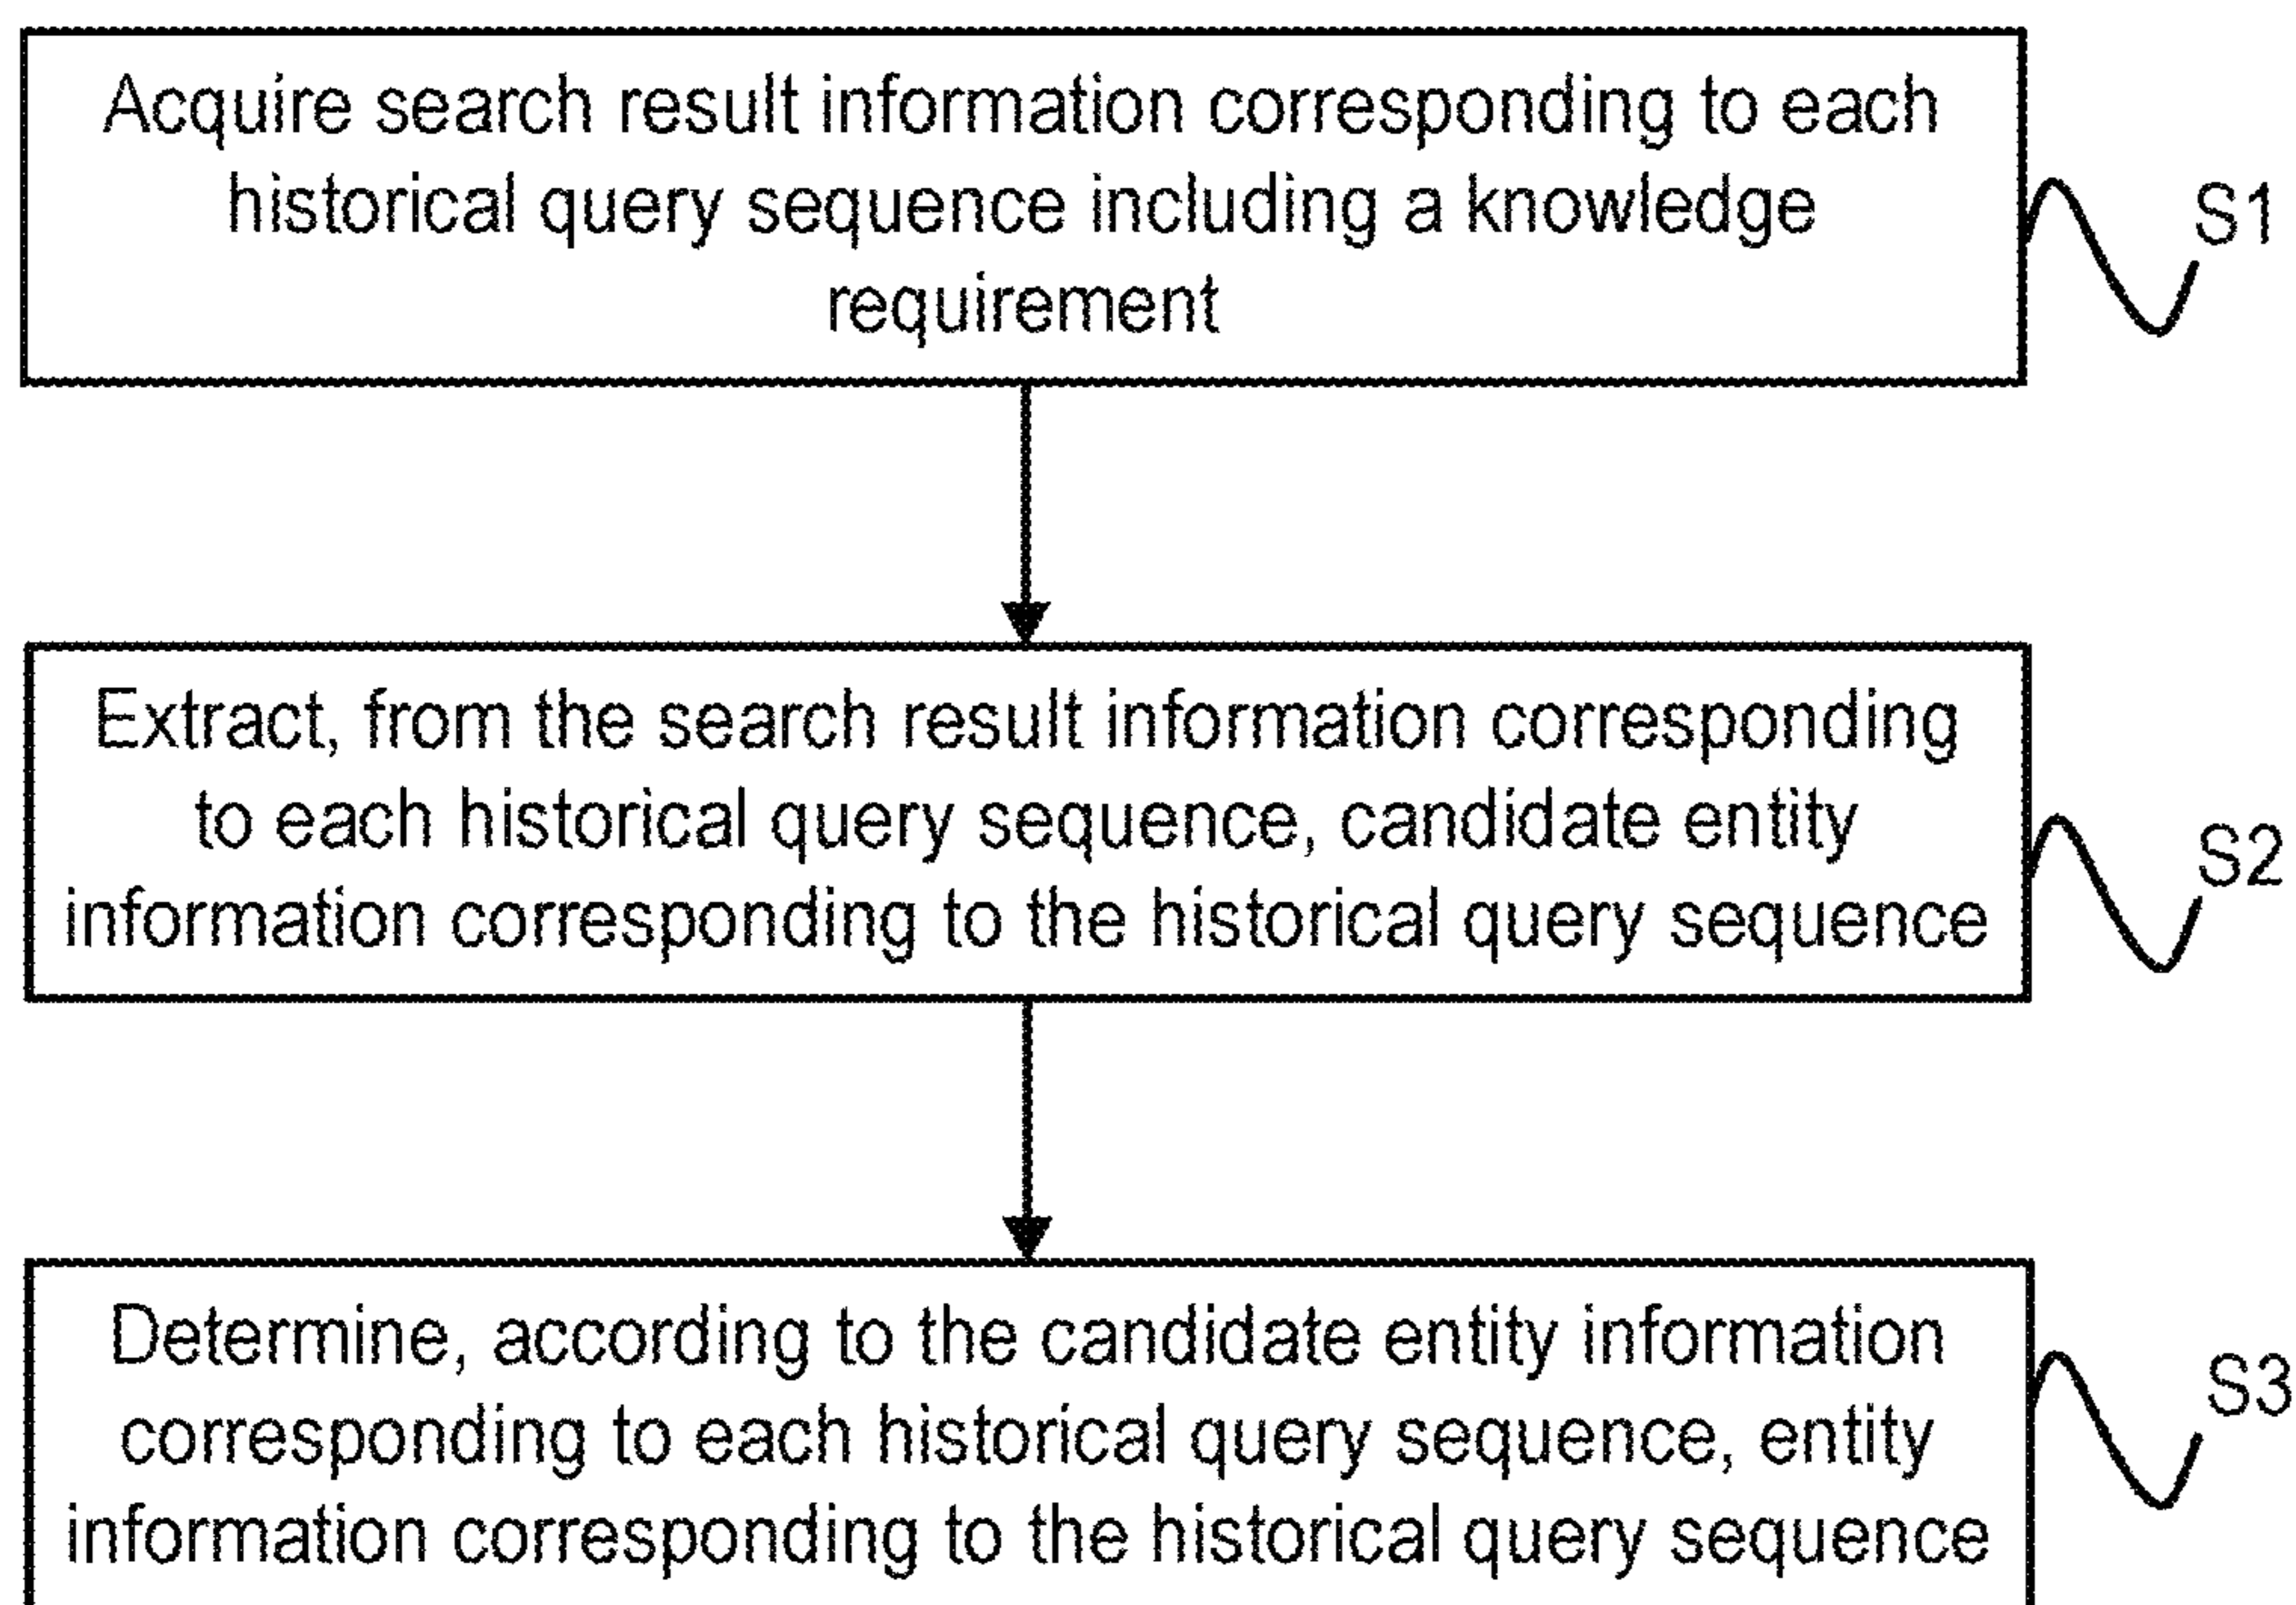 Acquire search result information corresponding to each
historical query sequence including a knowledge
requirement
S1
Extract, from the search result information corresponding
to each historical query sequence, candidate entity
information corresponding to the historical query sequence
S2
Determine, according to the candidate entity information
corresponding to each historical query sequence, entity
information corresponding to the historical query sequence
S3